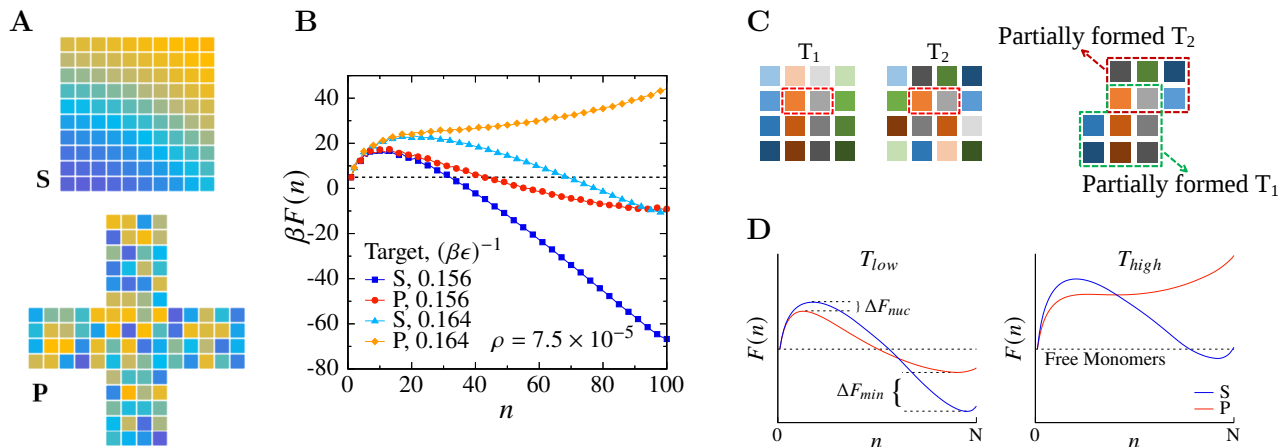 A
S
P
B
βF(n)
40
20
0
-20
-40
-60
-80
0
20
40
60
80
100
n
Target, (βϵ)⁻¹
S, 0.156
P, 0.156
S, 0.164
P, 0.164
ρ = 7.5 × 10⁻⁵
C
T₁
T₂
Partially formed T₂
Partially formed T₁
D
T_low
ΔF_nuc
ΔF_min
F(n)
n
N
T_high
F(n)
Free Monomers
S
P
n
N